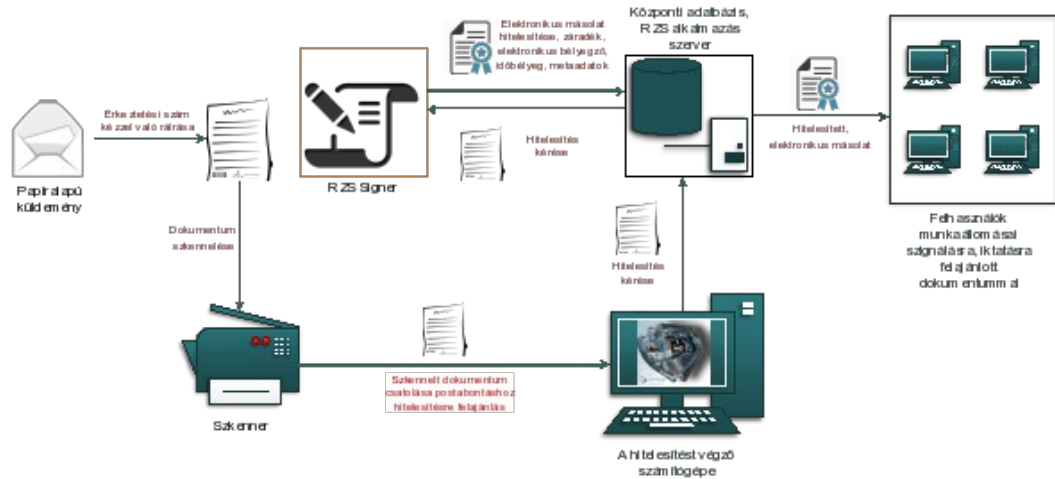 Elektronikus másolat
hitelesítése, záradék,
elektronikus bélyegző,
időbélyeg, metaadatok
Központi adatbázis,
RZS alkalmazás
szerver
Érkeztetési szám
kézzel való ráírása
Papíralapú
küldemény
RZS Signer
Hitelesítés
kérése
Hitelesített,
elektronikus másolat
Felhasználók
munkaállomásai
szignálásra, iktatásra
felajánlott
dokumentummal
Dokumentum
szkennelése
Hitelesítés
kérése
Szkennelt dokumentum
csatolása postabontáshoz
hitelesítésre felajánlás
Szkenner
A hitelesítést végző
számítógépe